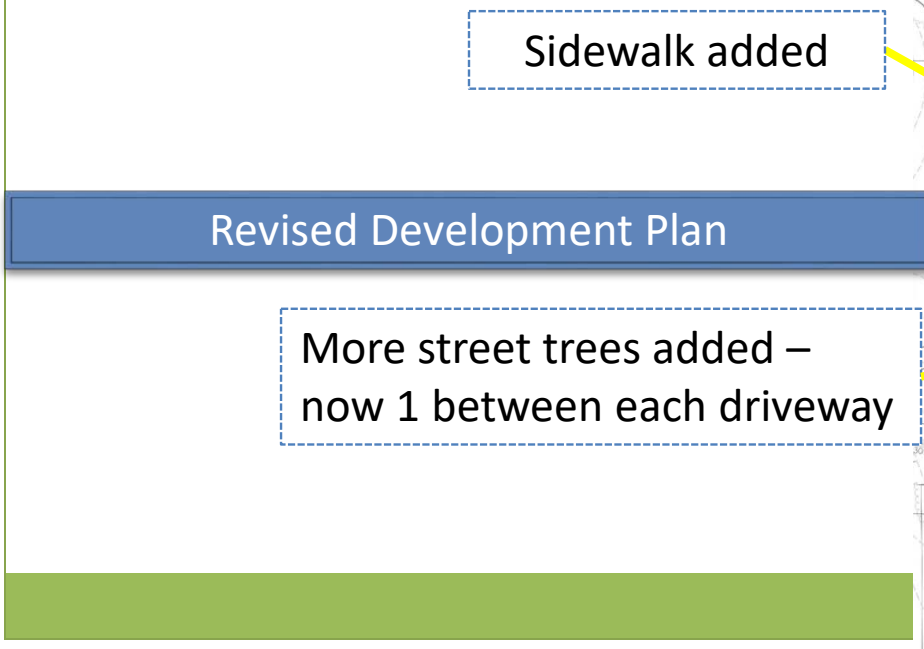 Sidewalk added
Revised Development Plan
More street trees added –
now 1 between each driveway